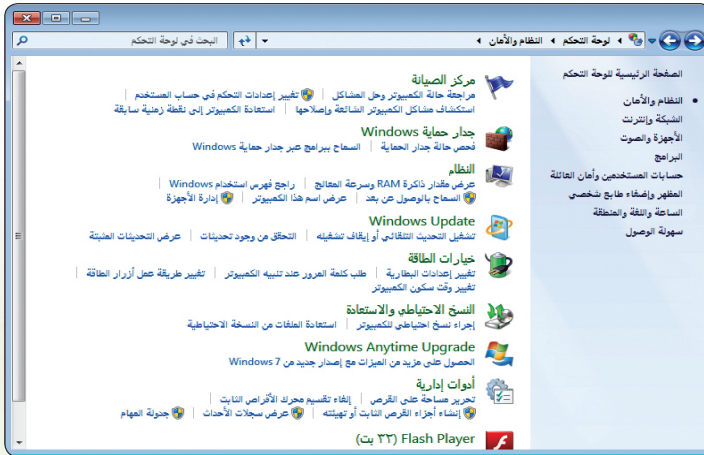 لوحة التحكم ◂ النظام والأمان ◂
البحث في لوحة التحكم
الصفحة الرئيسية للوحة التحكم
النظام والأمان
الشبكة وإنترنت
الأجهزة والصوت
البرامج
حسابات المستخدمين وأمان العائلة
المظهر وإضفاء طابع شخصي
الساعة واللغة والمنطقة
سهولة الوصول
مركز الصيانة
مراجعة حالة الكمبيوتر وحل المشاكل | تغيير إعدادات التحكم في حساب المستخدم |
استكشاف مشاكل الكمبيوتر الشائعة وإصلاحها | استعادة الكمبيوتر إلى نقطة زمنية سابقة
جدار حماية Windows
فحص حالة جدار الحماية | السماح ببرامج عبر جدار حماية Windows
النظام
عرض مقدار ذاكرة RAM وسرعة المعالج | راجع فهرس استخدام Windows |
السماح بالوصول عن بعد | عرض اسم هذا الكمبيوتر | إدارة الأجهزة
Windows Update
تشغيل التحديث التلقائي أو إيقاف تشغيله | التحقق من وجود تحديثات | عرض التحديثات المثبتة
خيارات الطاقة
تغيير إعدادات البطارية | طلب كلمة المرور عند تنبيه الكمبيوتر | تغيير طريقة عمل أزرار الطاقة |
تغيير وقت سكون الكمبيوتر
النسخ الاحتياطي والاستعادة
إجراء نسخ احتياطي للكمبيوتر | استعادة الملفات من النسخة الاحتياطية
Windows Anytime Upgrade
الحصول على مزيد من الميزات مع إصدار جديد من Windows 7
أدوات إدارية
تحرير مساحة على القرص | إلغاء تقسيم محرك الأقراص الثابت |
إنشاء أجزاء القرص الثابت أو تهيئته | عرض سجلات الأحداث | جدولة المهام
Flash Player (٣٢ بت)